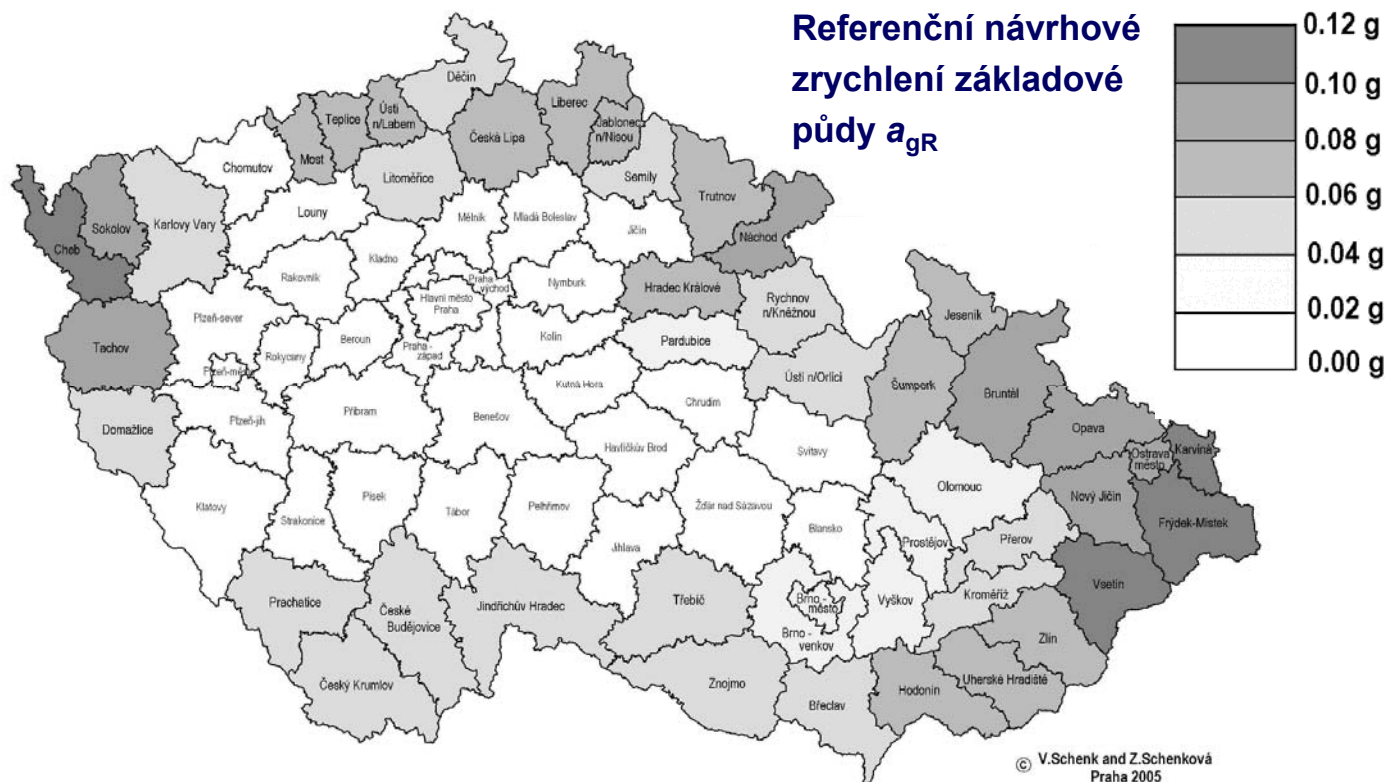 Referenční návrhové
zrychlení základové
půdy agR
0.12 g
0.10 g
0.08 g
0.06 g
0.04 g
0.02 g
0.00 g
Děčín
Ústí
n/Labem
Teplice
Most
Česká Lípa
Liberec
Jablonec
n/Nisou
Chomutov
Litoměřice
Semily
Trutnov
Náchod
Cheb
Sokolov
Karlovy Vary
Louny
Mělník
Mladá Boleslav
Jičín
Rakovník
Kladno
Praha
východ
Hlavní město
Praha
Nymburk
Hradec Králové
Rychnov
n/Kněžnou
Jeseník
Tachov
Plzeň-sever
Plzeň-město
Rokycany
Beroun
Praha -
západ
Kolín
Pardubice
Ústí n/Orlicí
Šumperk
Bruntál
Opava
Ostrava
město
Karviná
Domažlice
Plzeň-jih
Příbram
Benešov
Kutná Hora
Chrudim
Havlíčkův Brod
Svitavy
Olomouc
Nový Jičín
Frýdek-Místek
Klatovy
Strakonice
Písek
Tábor
Pelhřimov
Jihlava
Žďár nad Sázavou
Blansko
Prostějov
Přerov
Vsetín
Prachatice
České
Budějovice
Jindřichův Hradec
Třebíč
Brno -
město
Brno -
venkov
Vyškov
Kroměříž
Zlín
Český Krumlov
Znojmo
Břeclav
Hodonín
Uherské Hradiště
© V.Schenk and Z.Schenková
Praha 2005